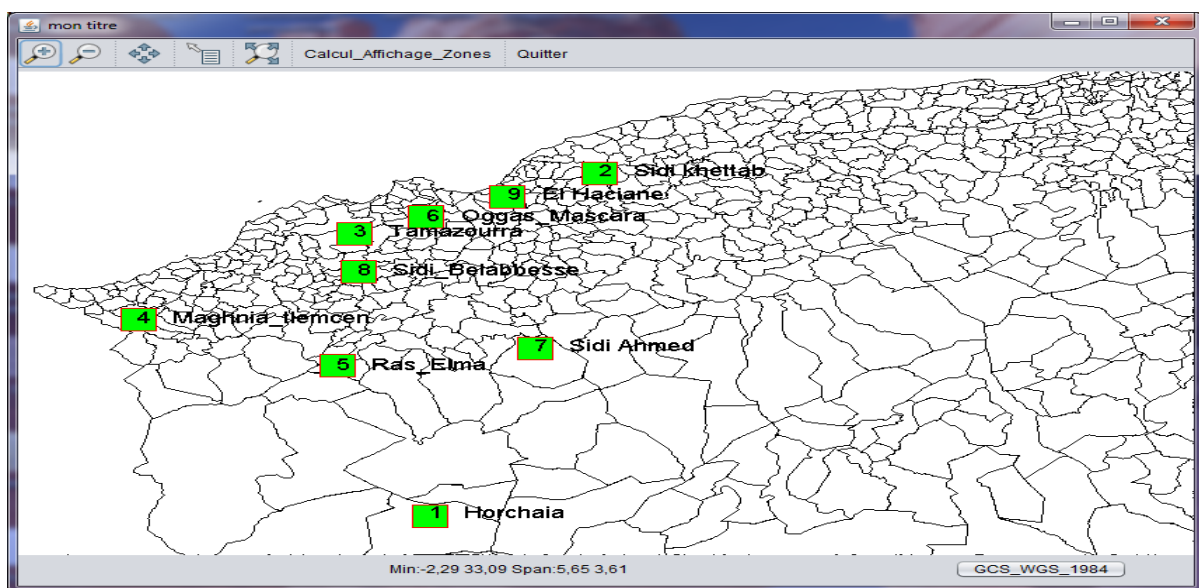 mon titre
Calcul_Affichage_Zones Quitter
2 Sidi khettab
9 El Haciane
6 Oggas_Mascara
3 Tamazourra
8 Sidi_Belabbesse
4 Maghnia_tlemcen
7 Sidi Ahmed
5 Ras_Elma
1 Horchaia
Min:-2,29 33,09 Span:5,65 3,61 GCS_WGS_1984